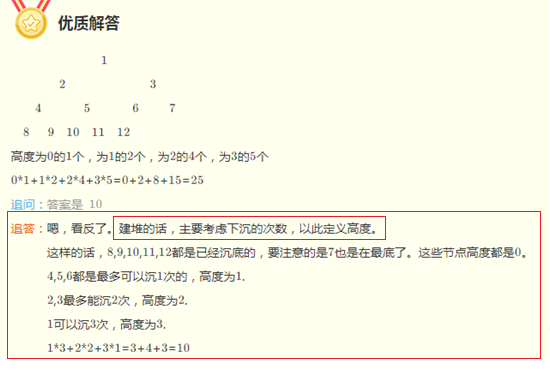 优质解答
1
2 3
4 5 6 7
8 9 10 11 12
高度为0的1个，为1的2个，为2的4个，为3的5个
0*1+1*2+2*4+3*5=0+2+8+15=25
追问：答案是 10
追答：嗯，看反了。建堆的话，主要考虑下沉的次数，以此定义高度。
这样的话，8,9,10,11,12都是已经沉底的，要注意的是7也是在最底了。这些节点高度都是0。
4,5,6都是最多可以沉1次的，高度为1.
2,3最多能沉2次，高度为2.
1可以沉3次，高度为3.
1*3+2*2+3*1=3+4+3=10